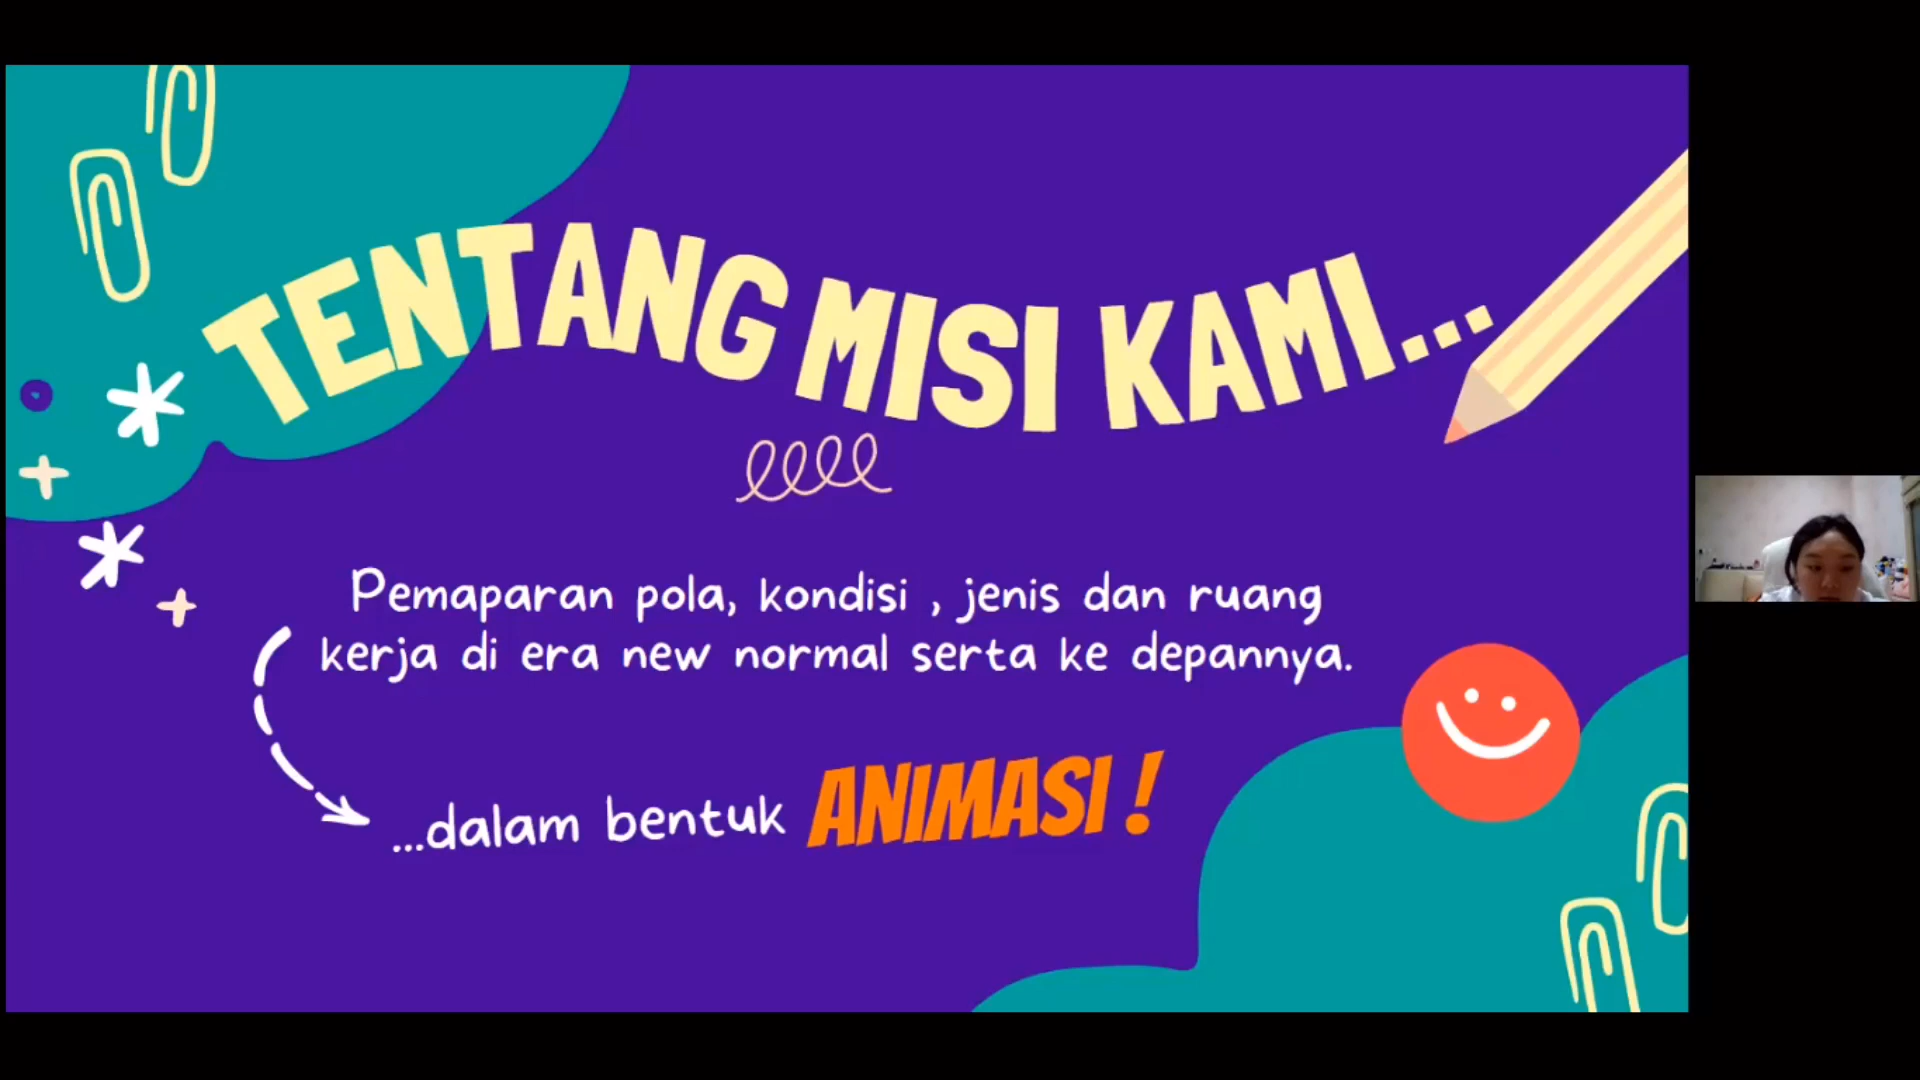 TENTANG MISI KAMI...
Pemaparan pola, kondisi , jenis dan ruang
kerja di era new normal serta ke depannya.
...dalam bentuk ANIMASI !